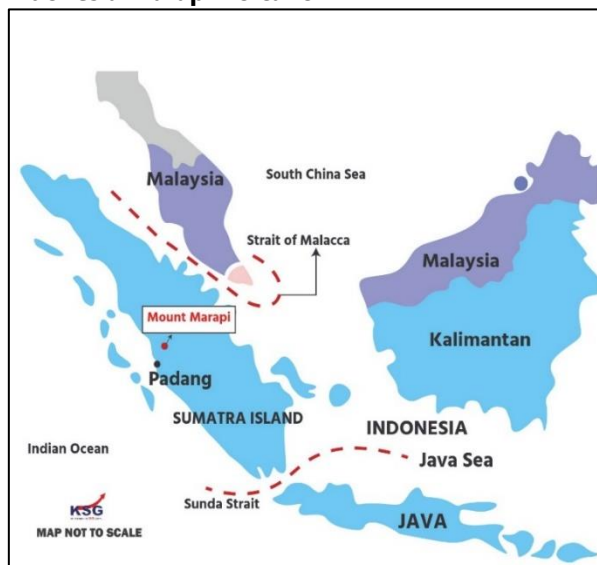 Malaysia
South China Sea
Strait of Malacca
Malaysia
Mount Marapi
Kalimantan
Padang
SUMATRA ISLAND
INDONESIA
Indian Ocean
Java Sea
Sunda Strait
KSG
JAVA
MAP NOT TO SCALE